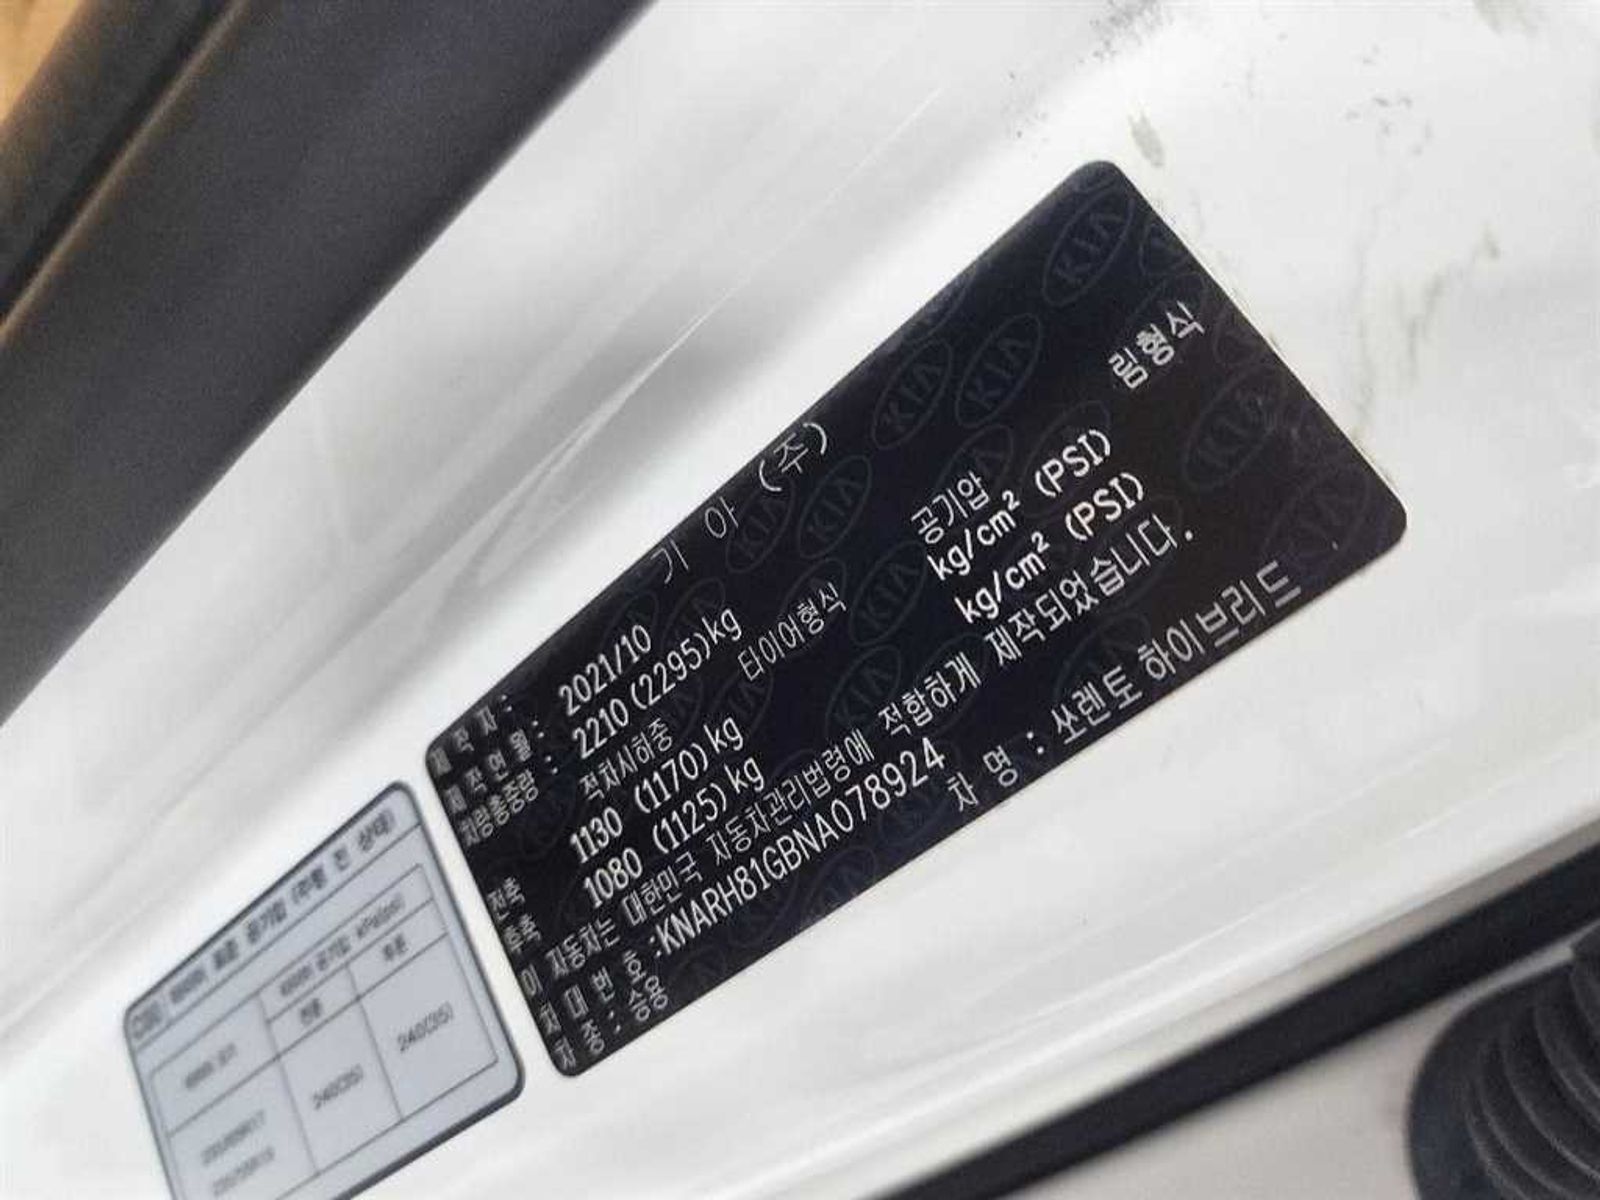 제 작 자 : 기 아 (주)
제 작 연 월 : 2021/10
차량총중량 : 2210 (2295)kg
적차시하중 타이어형식 공기압 림형식
전축 1130 (1170)kg kg/cm² (PSI)
후축 1080 (1125)kg kg/cm² (PSI)
이 자동차는 대한민국 자동차관리법령에 적합하게 제작되었습니다.
차 대 번 호 :KNARH81GBNA078924
차 종 : 승용 차 명 : 쏘렌토 하이브리드
KIA
240(35) 240(35)